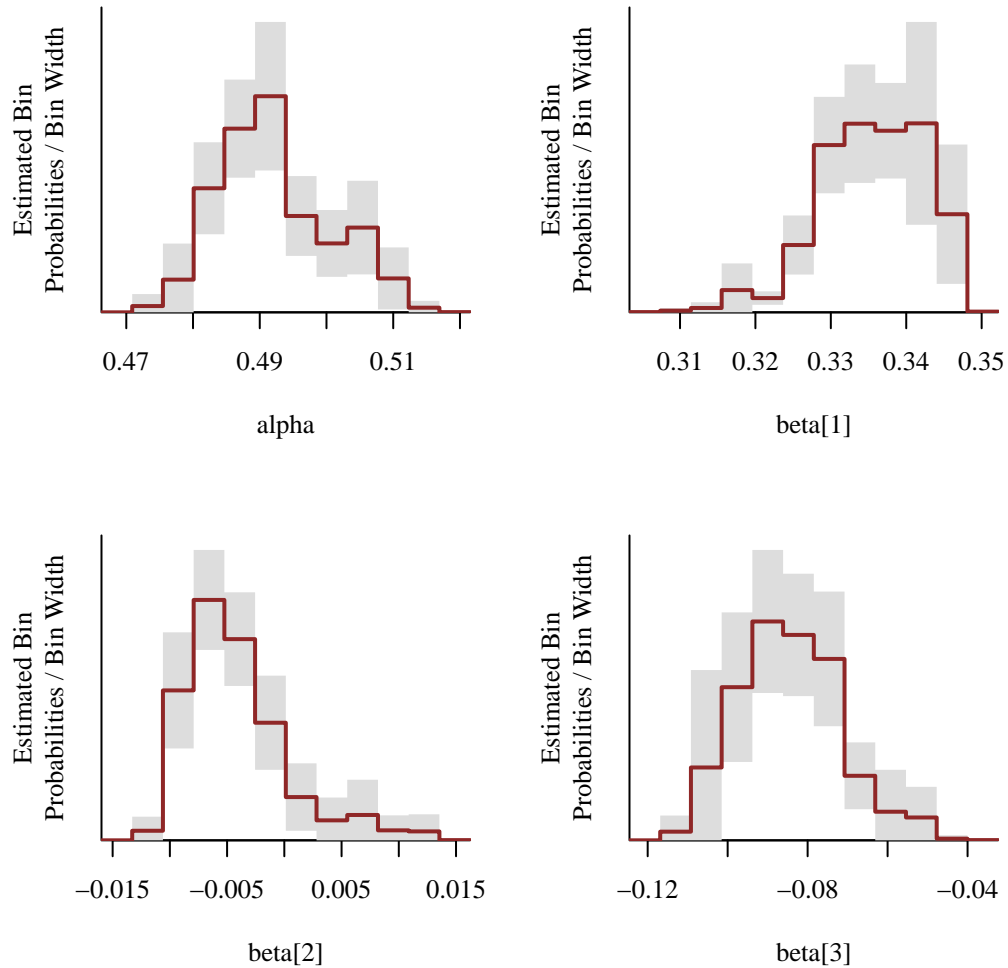 Estimated Bin
Probabilities / Bin Width
0.47 0.49 0.51
alpha
Estimated Bin
Probabilities / Bin Width
0.31 0.32 0.33 0.34 0.35
beta[1]
Estimated Bin
Probabilities / Bin Width
−0.015 −0.005 0.005 0.015
beta[2]
Estimated Bin
Probabilities / Bin Width
−0.12 −0.08 −0.04
beta[3]